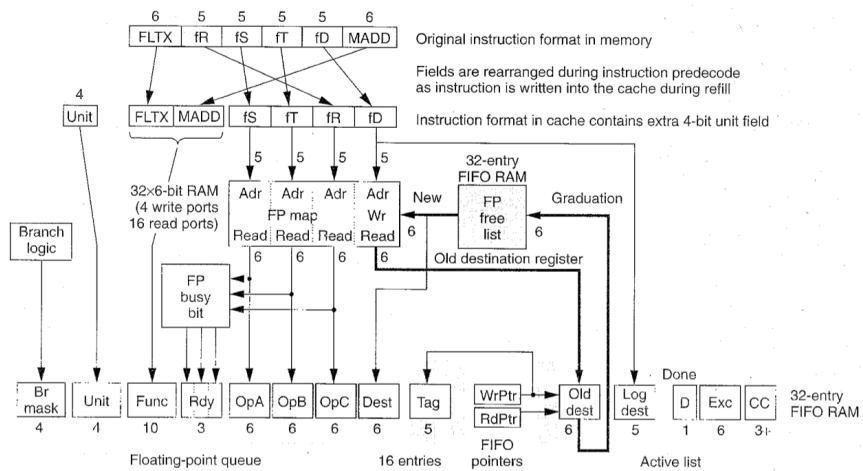 6 5 5 5 5 6
FLTX fR fS fT fD MADD Original instruction format in memory
Fields are rearranged during instruction predecode
as instruction is written into the cache during refill
4
Unit FLTX MADD fS fT fR fD Instruction format in cache contains extra 4-bit unit field
5 5 5 5
32-entry
FIFO RAM
32×6-bit RAM
(4 write ports
16 read ports)
Adr Adr Adr Adr New FP Graduation
FP map Wr free
Read Read Read Read 6 list 6
Branch
logic
6 6 6 6 Old destination register
FP
busy
bit
Done
Br
mask Unit Func Rdy OpA OpB OpC Dest Tag WrPtr Old
dest Log
dest D Exc CC 32-entry
FIFO RAM
RdPtr
4 4 10 3 6 6 6 6 5 6 5 1 6 3
FIFO
pointers
Floating-point queue 16 entries Active list